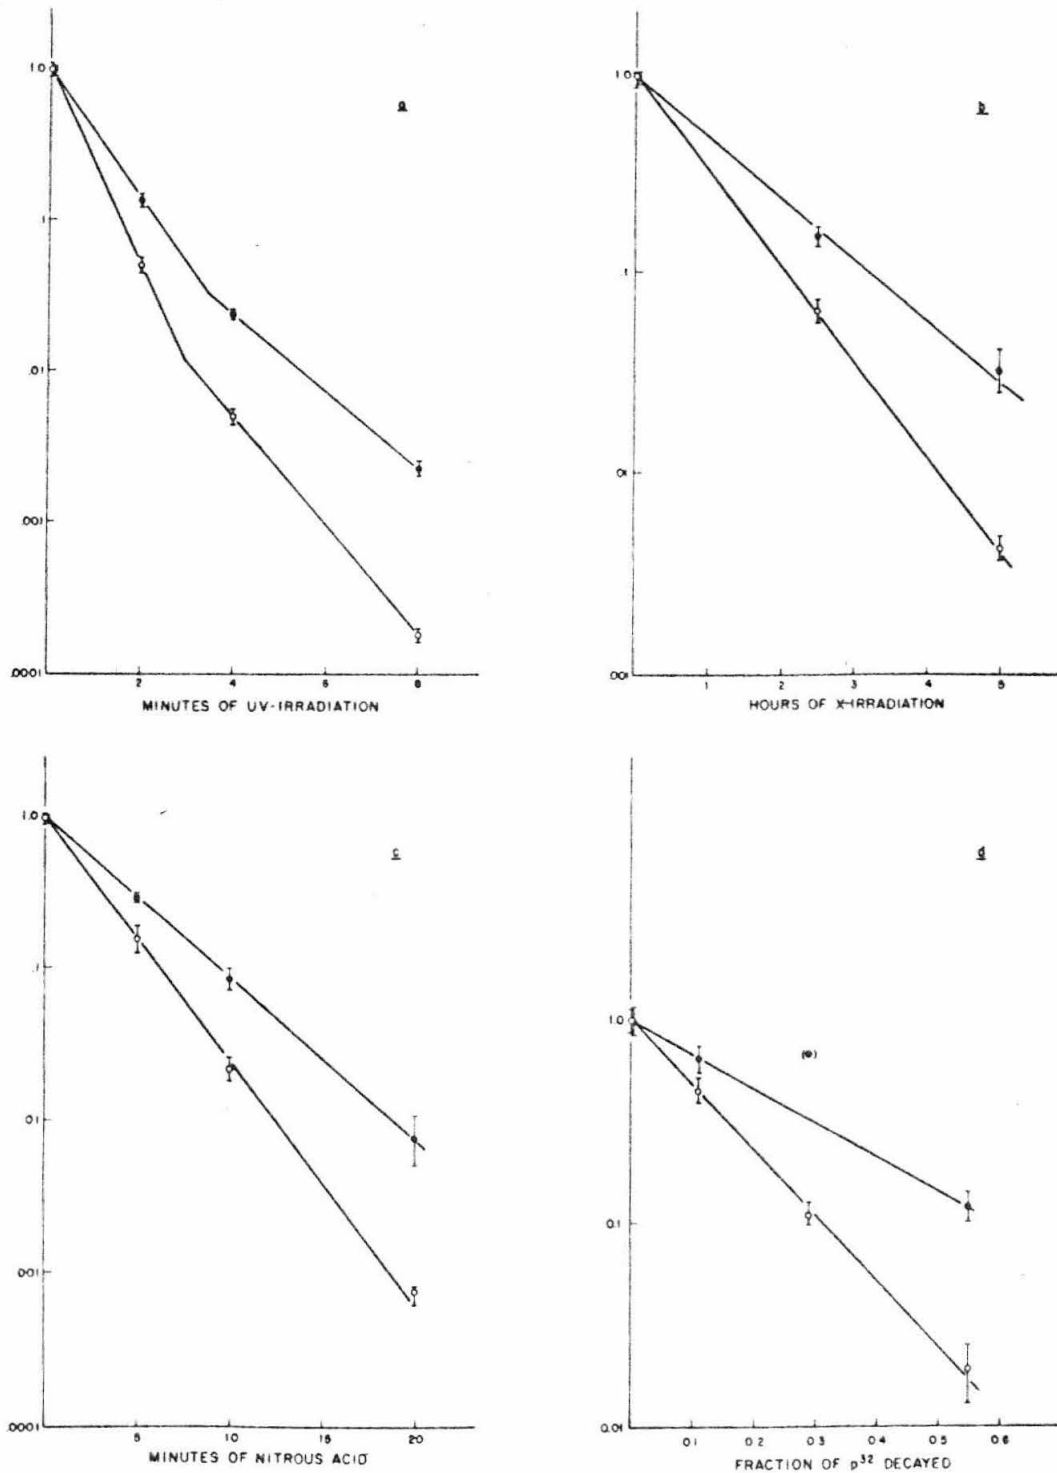 a
1.0
.1
.01
.001
.0001
2 4 6 8
MINUTES OF UV-IRRADIATION
b
1.0
.1
.01
.001
1 2 3 4 5
HOURS OF X-IRRADIATION
c
1.0
.1
.01
.001
.0001
5 10 15 20
MINUTES OF NITROUS ACID
d
1.0
0.1
0.01
0.1 0.2 0.3 0.4 0.5 0.6
FRACTION OF P32 DECAYED